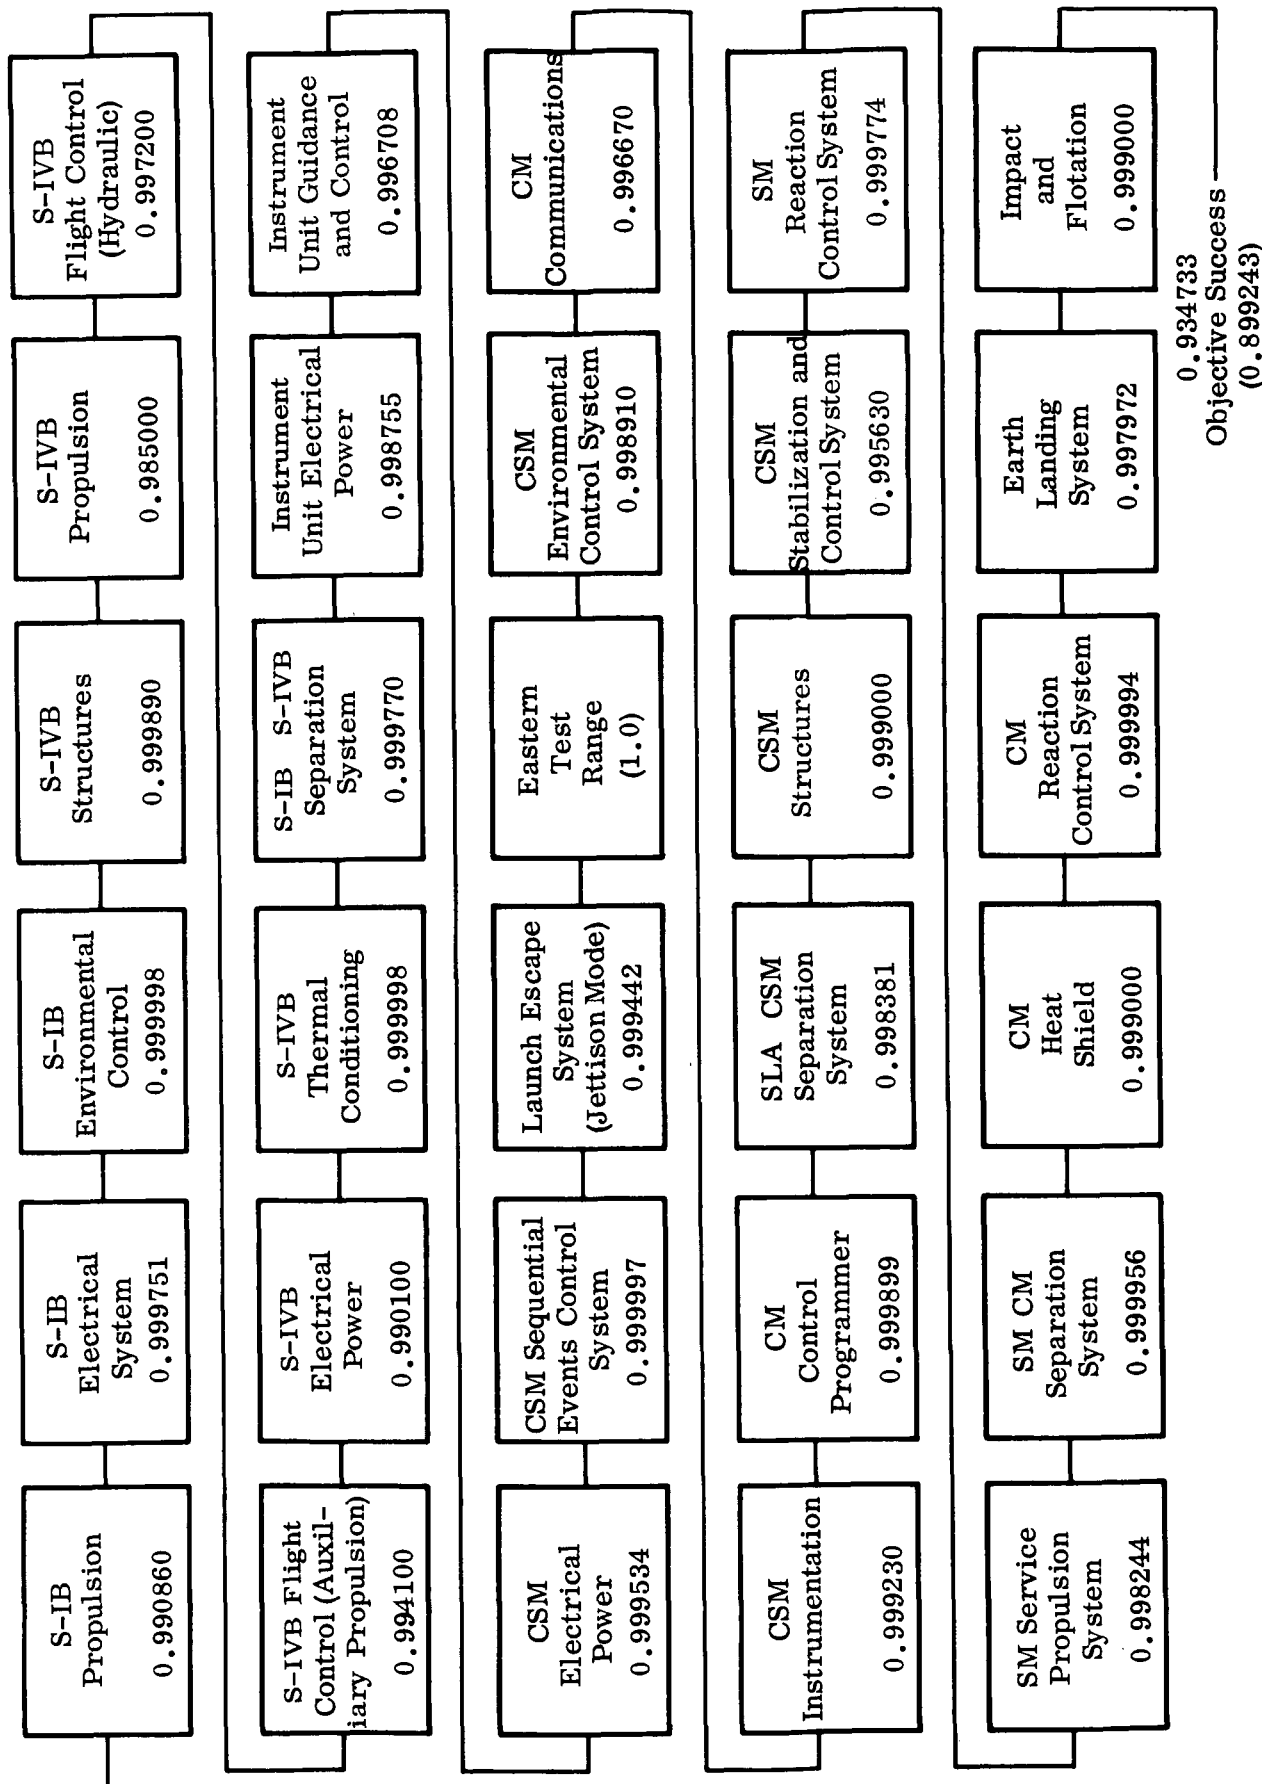 S-IB
Propulsion
0.990860
S-IB
Electrical
System
0.999751
S-IB
Environmental
Control
0.999998
S-IVB
Structures
0.999890
S-IVB
Propulsion
0.985000
S-IVB
Flight Control
(Hydraulic)
0.997200
S-IVB Flight
Control (Auxil-
iary Propulsion)
0.994100
S-IVB
Electrical
Power
0.990100
S-IVB
Thermal
Conditioning
0.999998
S-IB S-IVB
Separation
System
0.999770
Instrument
Unit Electrical
Power
0.998755
Instrument
Unit Guidance
and Control
0.996708
CSM
Electrical
Power
0.999534
CSM Sequential
Events Control
System
0.999997
Launch Escape
System
(Jettison Mode)
0.999442
Eastern
Test
Range
(1.0)
CSM
Environmental
Control System
0.998910
CM
Communications
0.996670
CSM
Instrumentation
0.999230
CM
Control
Programmer
0.999899
SLA CSM
Separation
System
0.998381
CSM
Structures
0.999000
CSM
Stabilization and
Control System
0.995630
SM
Reaction
Control System
0.999774
SM Service
Propulsion
System
0.998244
SM CM
Separation
System
0.999956
CM
Heat
Shield
0.999000
CM
Reaction
Control System
0.999994
Earth
Landing
System
0.997972
Impact
and
Flotation
0.999000
0.934733
Objective Success
(0.899243)